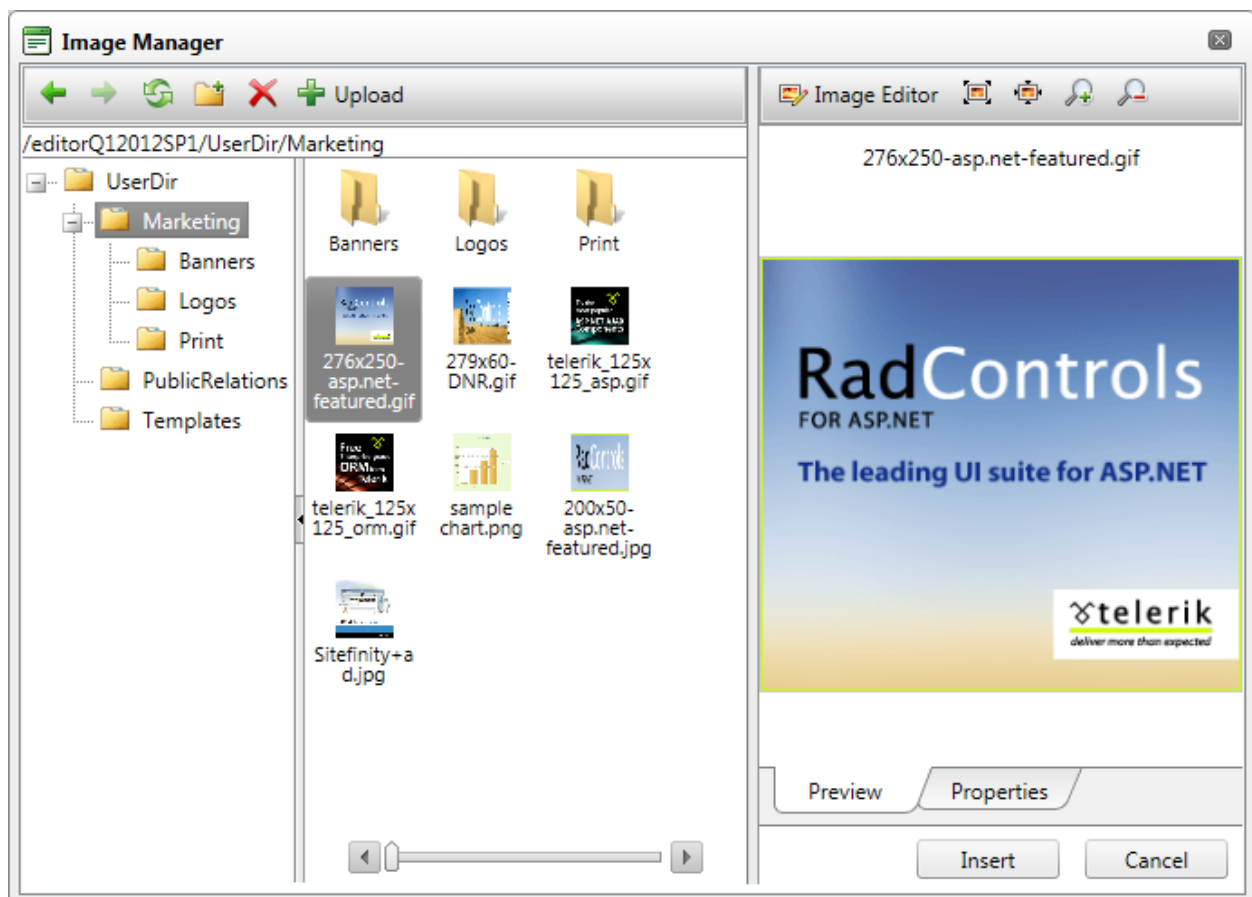 Image Manager
Upload
Image Editor
/editorQ12012SP1/UserDir/Marketing
UserDir
Marketing
Banners
Logos
Print
PublicRelations
Templates
Banners
Logos
Print
276x250-
asp.net-
featured.gif
279x60-
DNR.gif
telerik_125x
125_asp.gif
telerik_125x
125_orm.gif
sample
chart.png
200x50-
asp.net-
featured.jpg
Sitefinity+a
d.jpg
276x250-asp.net-featured.gif
RadControls
FOR ASP.NET
The leading UI suite for ASP.NET
telerik
deliver more than expected
Preview
Properties
Insert
Cancel